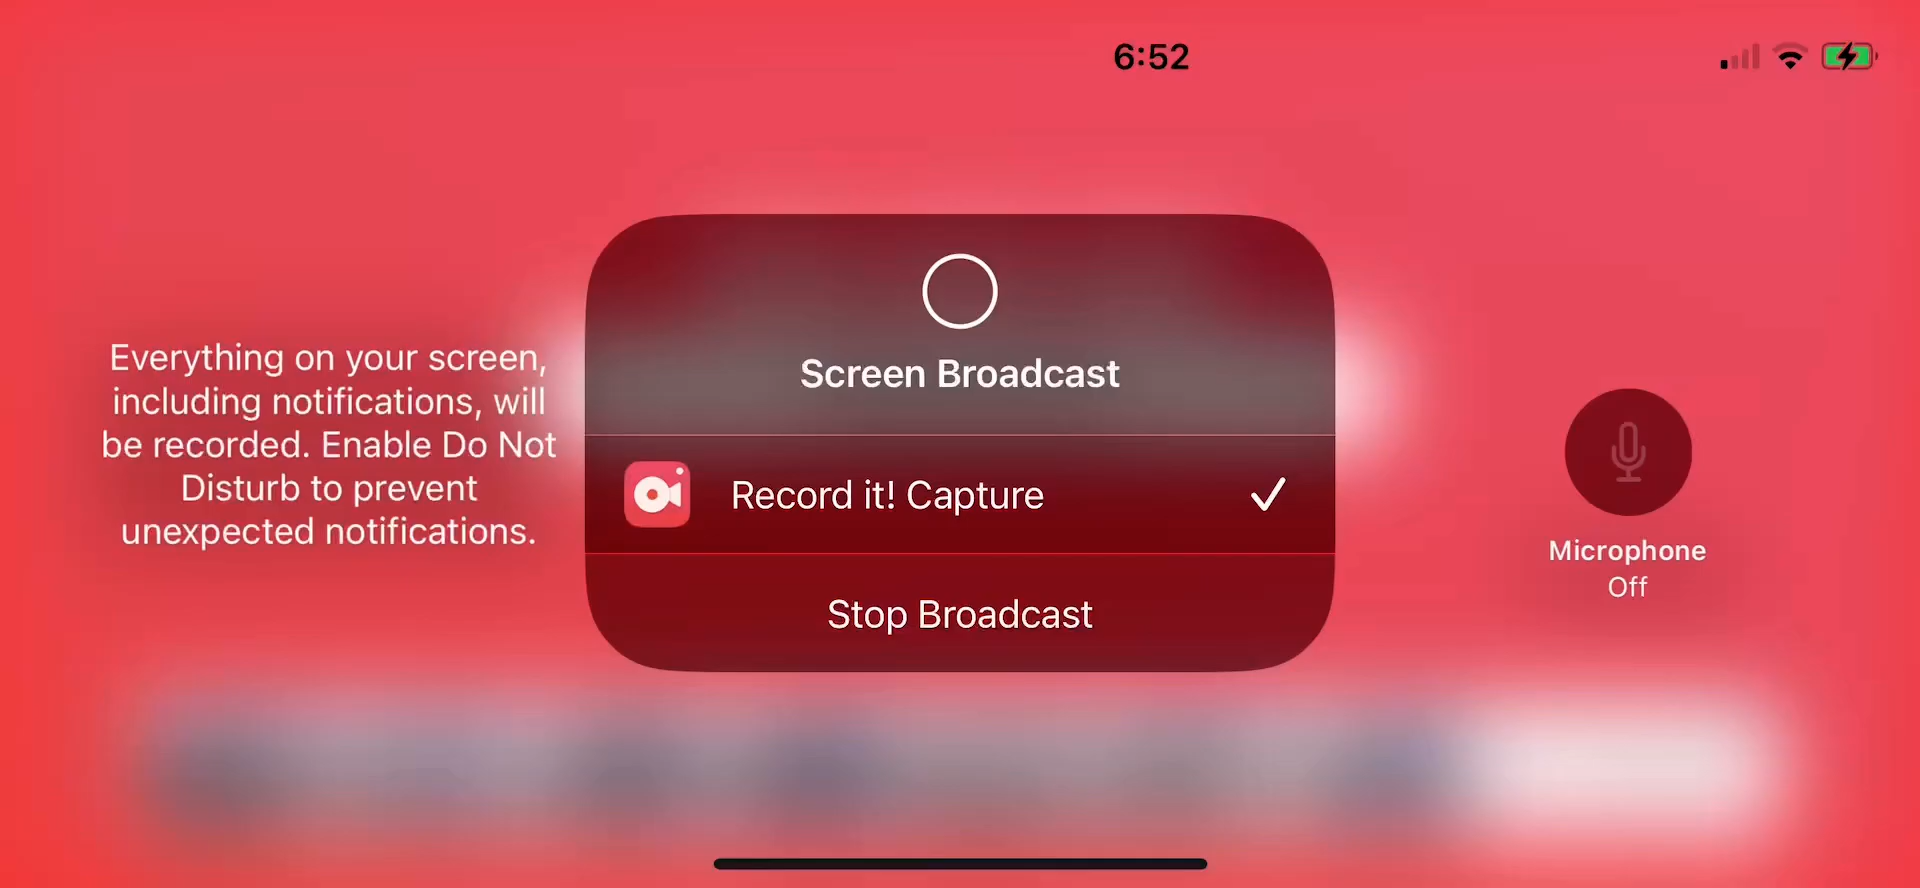 6:52
Everything on your screen,
including notifications, will
be recorded. Enable Do Not
Disturb to prevent
unexpected notifications.
Screen Broadcast
Record it! Capture
Stop Broadcast
Microphone
Off